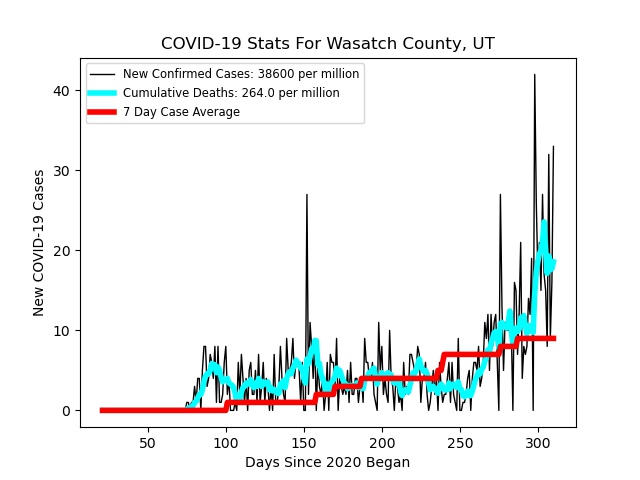 COVID-19 Stats For Wasatch County, UT
New Confirmed Cases: 38600 per million
Cumulative Deaths: 264.0 per million
7 Day Case Average
New COVID-19 Cases
40
30
20
10
0
50 100 150 200 250 300
Days Since 2020 Began